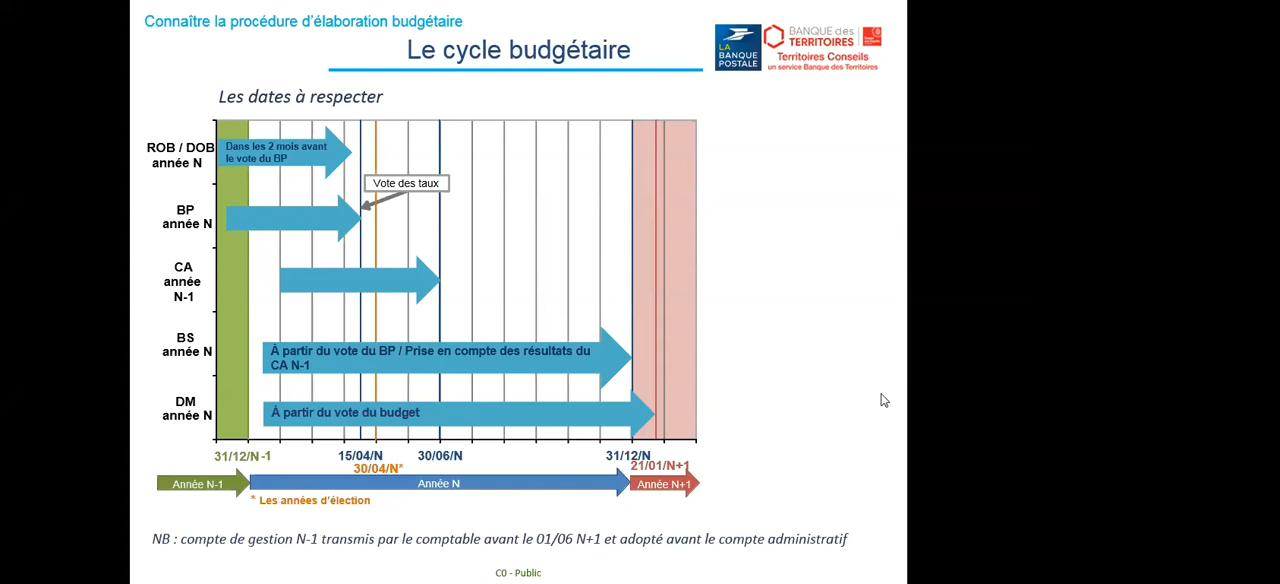 Connaître la procédure d'élaboration budgétaire
Le cycle budgétaire
LA
BANQUE
POSTALE
BANQUE des
TERRITOIRES
Territoires Conseils
un service Banque des Territoires
Les dates à respecter
ROB / DOB
année N
Dans les 2 mois avant
le vote du BP
Vote des taux
BP
année N
CA
année
N-1
BS
année N
À partir du vote du BP / Prise en compte des résultats du
CA N-1
DM
année N
À partir du vote du budget
31/12/N-1
15/04/N
30/06/N
31/12/N
30/04/N*
21/01/N+1
Année N-1
Année N
Année N+1
* Les années d'élection
NB : compte de gestion N-1 transmis par le comptable avant le 01/06 N+1 et adopté avant le compte administratif
C0 - Public